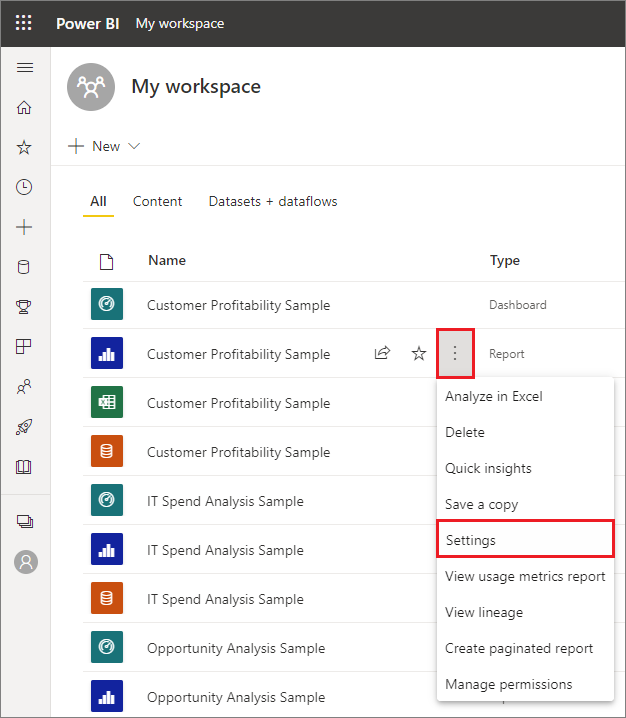 Power BI My workspace
My workspace
New
All Content Datasets + dataflows
Name Type
Customer Profitability Sample Dashboard
Customer Profitability Sample Report
Analyze in Excel
Customer Profitability Sample
Delete
Customer Profitability Sample
Quick insights
Save a copy
IT Spend Analysis Sample
Settings
IT Spend Analysis Sample
View usage metrics report
IT Spend Analysis Sample
View lineage
Opportunity Analysis Sample
Create paginated report
Manage permissions
Opportunity Analysis Sample